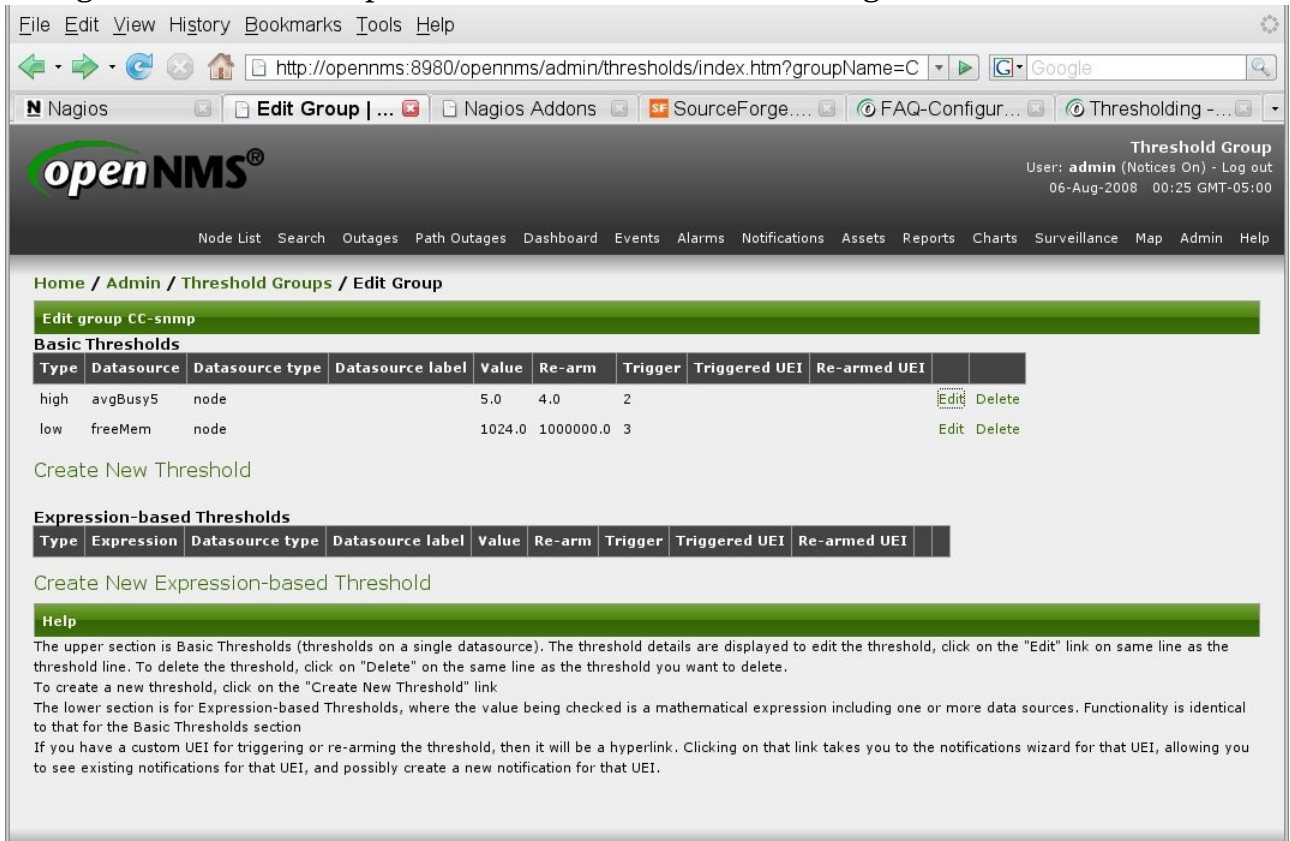 File Edit View History Bookmarks Tools Help
http://opennms:8980/opennms/admin/thresholds/index.htm?groupName=C
Google
Nagios
Edit Group | ...
Nagios Addons
SourceForge....
FAQ-Configur...
Thresholding -...
openNMS®
Threshold Group
User: admin (Notices On) - Log out
06-Aug-2008 00:25 GMT-05:00
Node List Search Outages Path Outages Dashboard Events Alarms Notifications Assets Reports Charts Surveillance Map Admin Help
Home / Admin / Threshold Groups / Edit Group
Edit group CC-snmp
Basic Thresholds
Type Datasource Datasource type Datasource label Value Re-arm Trigger Triggered UEI Re-armed UEI
high avgBusy5 node 5.0 4.0 2 Edit Delete
low freeMem node 1024.0 1000000.0 3 Edit Delete
Create New Threshold
Expression-based Thresholds
Type Expression Datasource type Datasource label Value Re-arm Trigger Triggered UEI Re-armed UEI
Create New Expression-based Threshold
Help
The upper section is Basic Thresholds (thresholds on a single datasource). The threshold details are displayed to edit the threshold, click on the "Edit" link on same line as the
threshold line. To delete the threshold, click on "Delete" on the same line as the threshold you want to delete.
To create a new threshold, click on the "Create New Threshold" link
The lower section is for Expression-based Thresholds, where the value being checked is a mathematical expression including one or more data sources. Functionality is identical
to that for the Basic Thresholds section
If you have a custom UEI for triggering or re-arming the threshold, then it will be a hyperlink. Clicking on that link takes you to the notifications wizard for that UEI, allowing you
to see existing notifications for that UEI, and possibly create a new notification for that UEI.